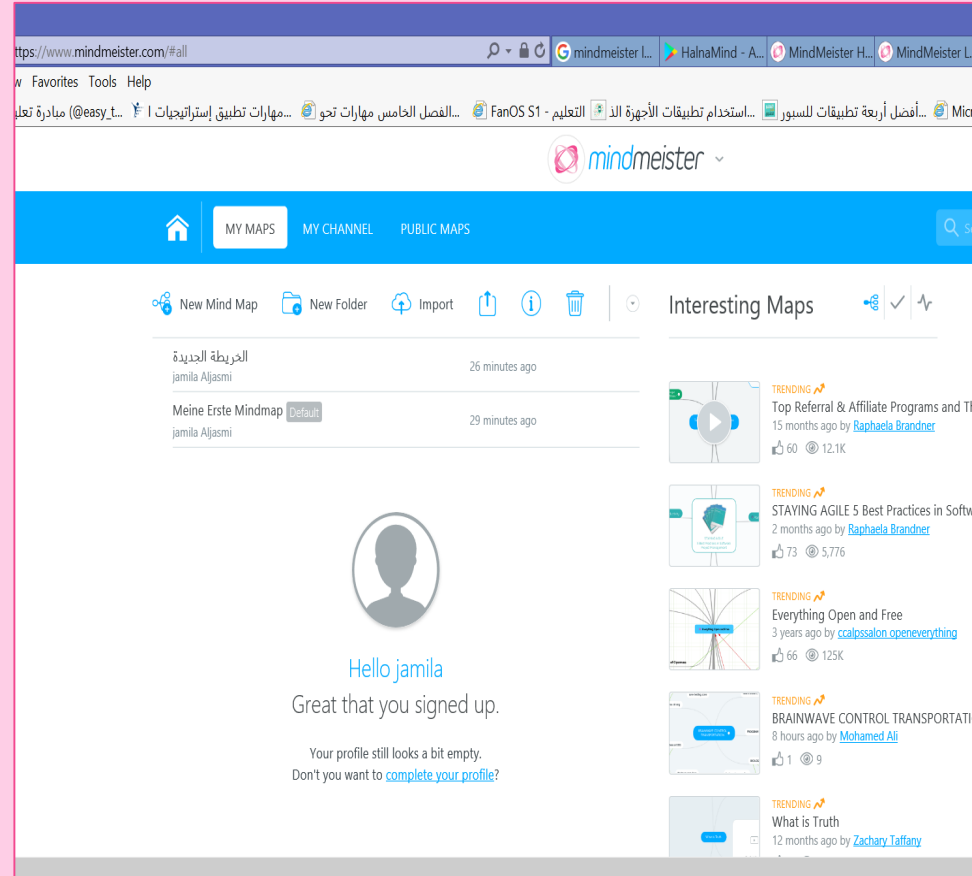 ttps://www.mindmeister.com/#all
mindmeister l...
HalnaMind - A...
MindMeister H...
MindMeister L...
w Favorites Tools Help
مبادرة تعلي (@easy_t...
مهارات تطبيق إستراتيجيات ا...
الفصل الخامس مهارات تحو...
FanOS S1 - التعليم
استخدام تطبيقات الأجهزة الذ...
أفضل أربعة تطبيقات للسبور...
Micr
mindmeister
MY MAPS
MY CHANNEL
PUBLIC MAPS
New Mind Map
New Folder
Import
Interesting Maps
الخريطة الجديدة
jamila Aljasmi
26 minutes ago
Meine Erste Mindmap Default
jamila Aljasmi
29 minutes ago
Hello jamila
Great that you signed up.
Your profile still looks a bit empty.
Don't you want to complete your profile?
TRENDING
Top Referral & Affiliate Programs and Th
15 months ago by Raphaela Brandner
60 12.1K
TRENDING
STAYING AGILE 5 Best Practices in Softw
2 months ago by Raphaela Brandner
73 5,776
TRENDING
Everything Open and Free
3 years ago by ccalpssalon openeverything
66 125K
TRENDING
BRAINWAVE CONTROL TRANSPORTATI
8 hours ago by Mohamed Ali
1 9
TRENDING
What is Truth
12 months ago by Zachary Taffany